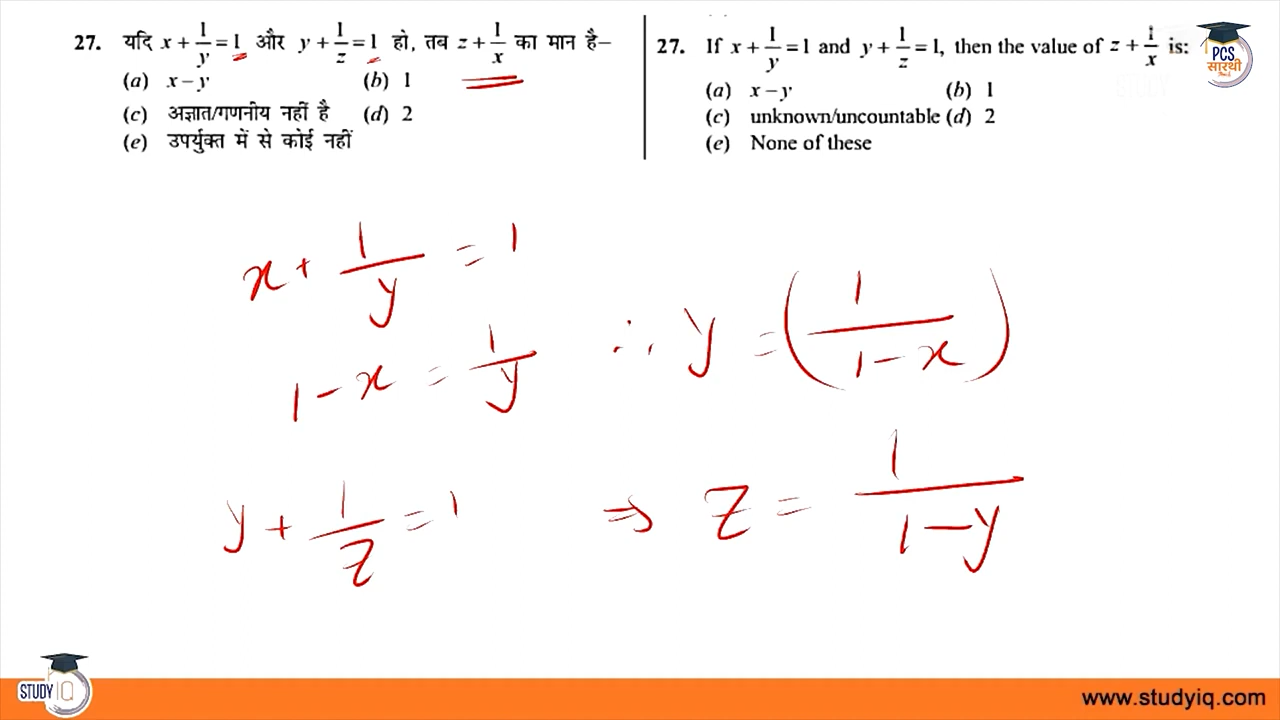 27. यदि x + 1/y = 1 और y + 1/z = 1 हो, तब z + 1/x का मान है–
(a) x – y (b) 1
(c) अज्ञात/गणनीय नहीं है (d) 2
(e) उपर्युक्त में से कोई नहीं
27. If x + 1/y = 1 and y + 1/z = 1, then the value of z + 1/x is:
(a) x – y (b) 1
(c) unknown/uncountable (d) 2
(e) None of these
PCS
सारथी
x + 1/y = 1
1 – x = 1/y ∴ y = (1/(1 – x))
y + 1/z = 1 ⇒ z = 1/(1 – y)
STUDY IQ
www.studyiq.com